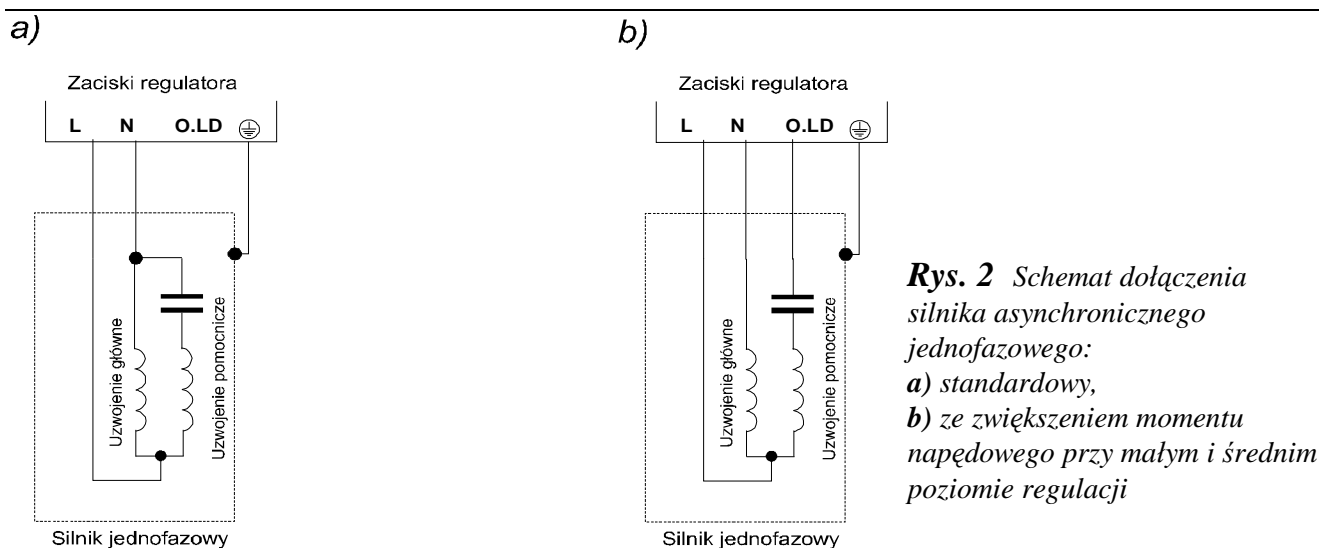 a)
Zaciski regulatora
L N O.LD
Uzwojenie główne
Uzwojenie pomocnicze
Silnik jednofazowy
b)
Zaciski regulatora
L N O.LD
Uzwojenie główne
Uzwojenie pomocnicze
Silnik jednofazowy
Rys. 2 Schemat dołączenia
silnika asynchronicznego
jednofazowego:
a) standardowy,
b) ze zwiększeniem momentu
napędowego przy małym i średnim
poziomie regulacji